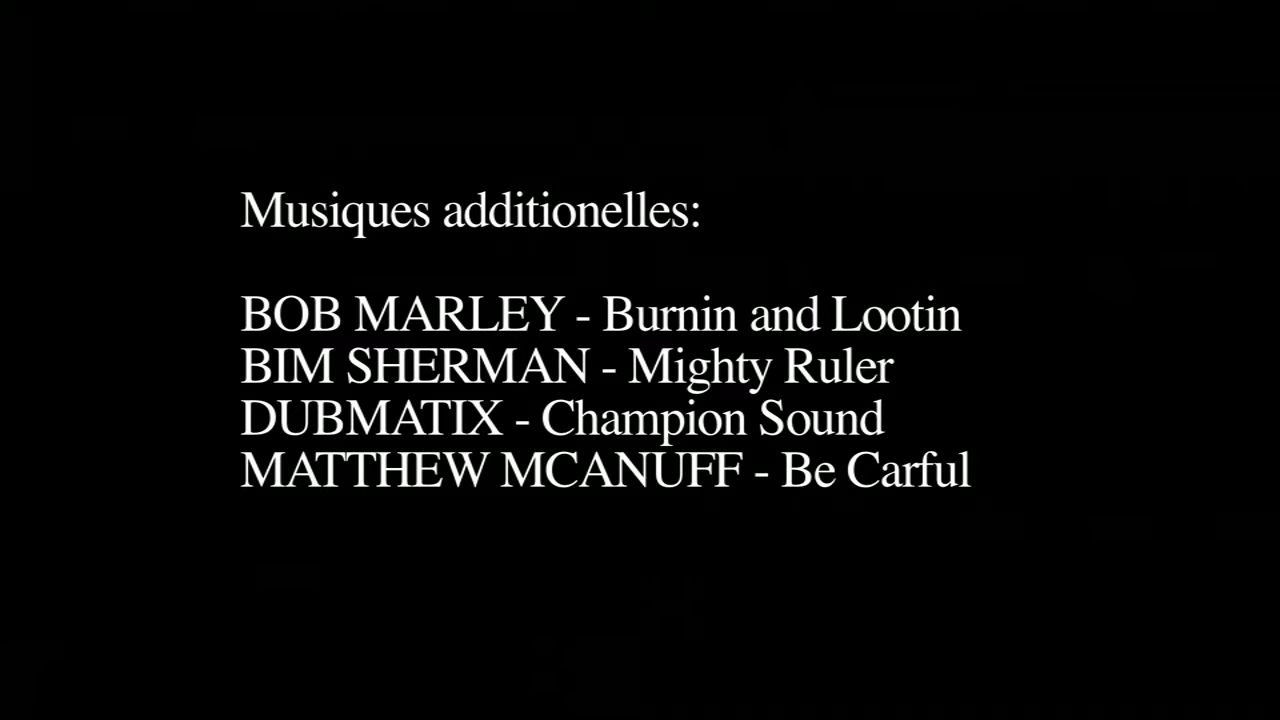 Musiques additionelles:
BOB MARLEY - Burnin and Lootin
BIM SHERMAN - Mighty Ruler
DUBMATIX - Champion Sound
MATTHEW MCANUFF - Be Carful